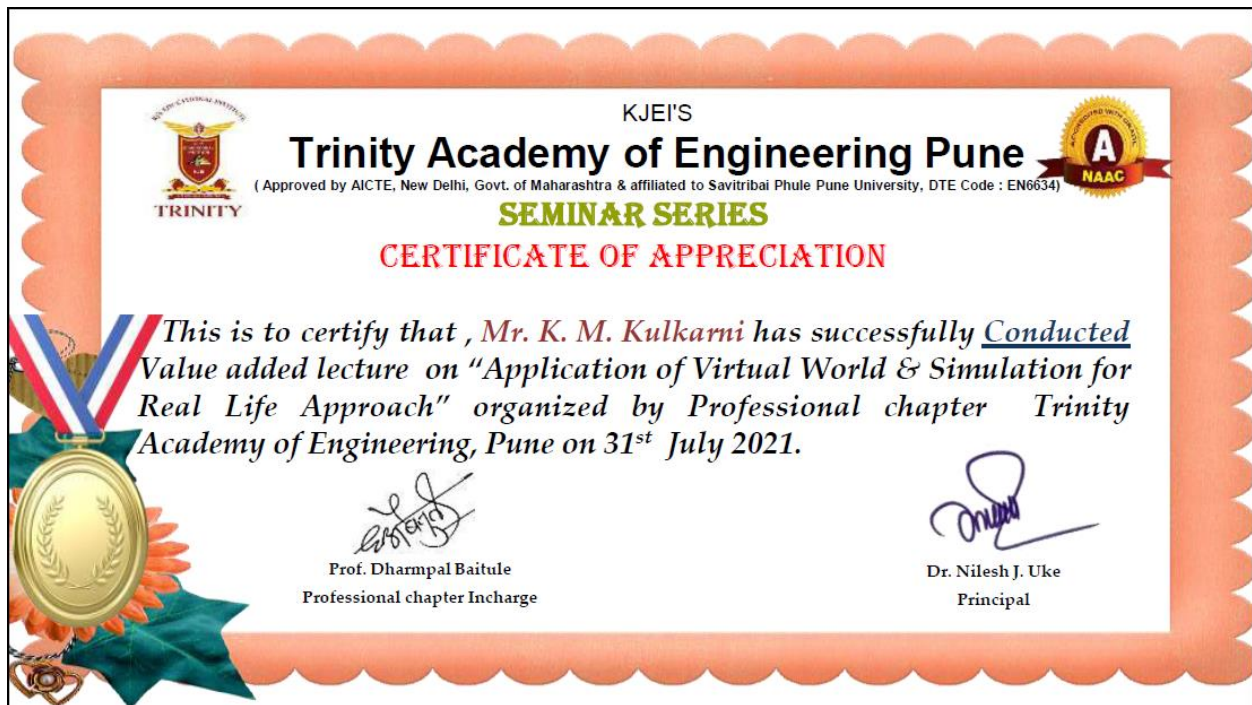 KJEI'S
Trinity Academy of Engineering Pune
( Approved by AICTE, New Delhi, Govt. of Maharashtra & affiliated to Savitribai Phule Pune University, DTE Code : EN6634)
TRINITY
A
NAAC
SEMINAR SERIES
CERTIFICATE OF APPRECIATION
This is to certify that , Mr. K. M. Kulkarni has successfully Conducted
Value added lecture on “Application of Virtual World & Simulation for
Real Life Approach” organized by Professional chapter Trinity
Academy of Engineering, Pune on 31st July 2021.
Prof. Dharmpal Baitule
Professional chapter Incharge
Dr. Nilesh J. Uke
Principal